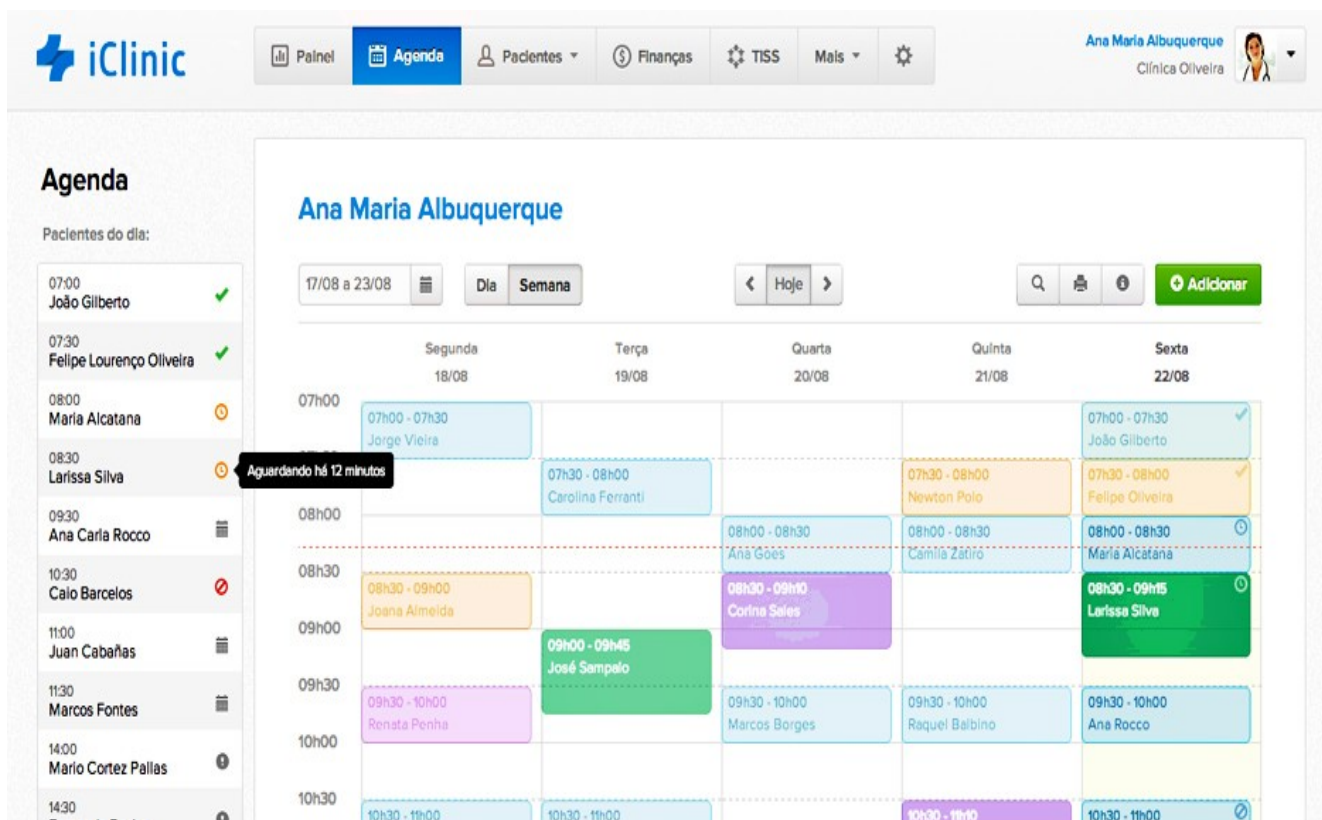 iClinic
Painel
Agenda
Pacientes
Finanças
TISS
Mais
Ana Maria Albuquerque
Clínica Oliveira
Agenda
Pacientes do dia:
07:00
João Gilberto
07:30
Felipe Lourenço Oliveira
08:00
Maria Alcatana
08:30
Larissa Silva
Aguardando há 12 minutos
09:30
Ana Carla Rocco
10:30
Caio Barcelos
11:00
Juan Cabañas
11:30
Marcos Fontes
14:00
Mario Cortez Pallas
14:30
Ana Maria Albuquerque
17/08 a 23/08
Dia
Semana
Hoje
Adicionar
Segunda
18/08
Terça
19/08
Quarta
20/08
Quinta
21/08
Sexta
22/08
07h00
07h00 - 07h30
Jorge Vieira
07h00 - 07h30
João Gilberto
07h30 - 08h00
Carolina Ferranti
07h30 - 08h00
Newton Polo
07h30 - 08h00
Felipe Oliveira
08h00
08h00 - 08h30
Ana Goes
08h00 - 08h30
Camila Zatiro
08h00 - 08h30
Maria Alcatana
08h30
08h30 - 09h00
Joana Almeida
08h30 - 09h10
Corina Sales
08h30 - 09h15
Larissa Silva
09h00
09h00 - 09h45
José Sampaio
09h30
09h30 - 10h00
Renata Penha
09h30 - 10h00
Marcos Borges
09h30 - 10h00
Raquel Balbino
09h30 - 10h00
Ana Rocco
10h00
10h30
10h30 - 11h00
10h30 - 11h00
10h30 - 11h10
10h30 - 11h00